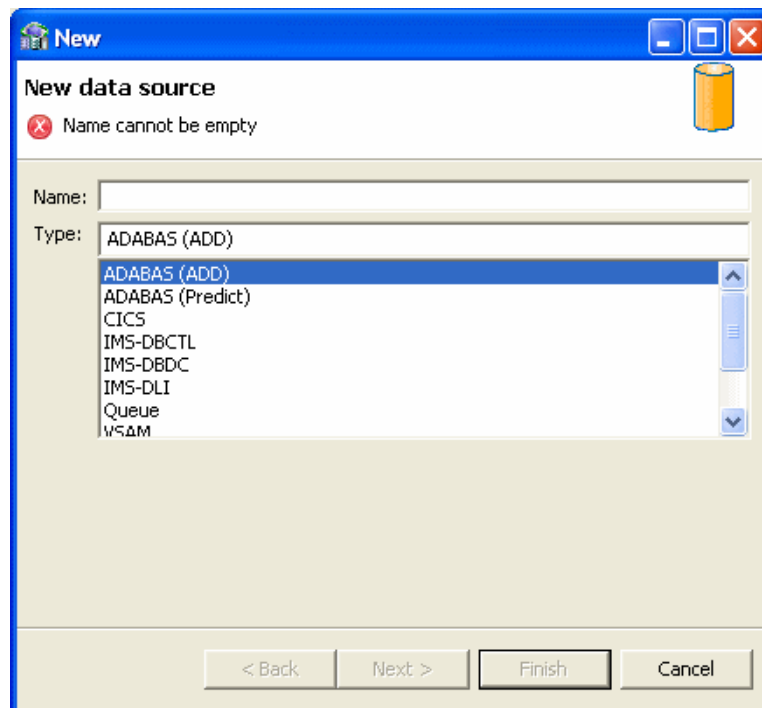 New
New data source
Name cannot be empty
Name:
Type: ADABAS (ADD)
ADABAS (ADD)
ADABAS (Predict)
CICS
IMS-DBCTL
IMS-DBDC
IMS-DLI
Queue
VSAM
< Back Next > Finish Cancel